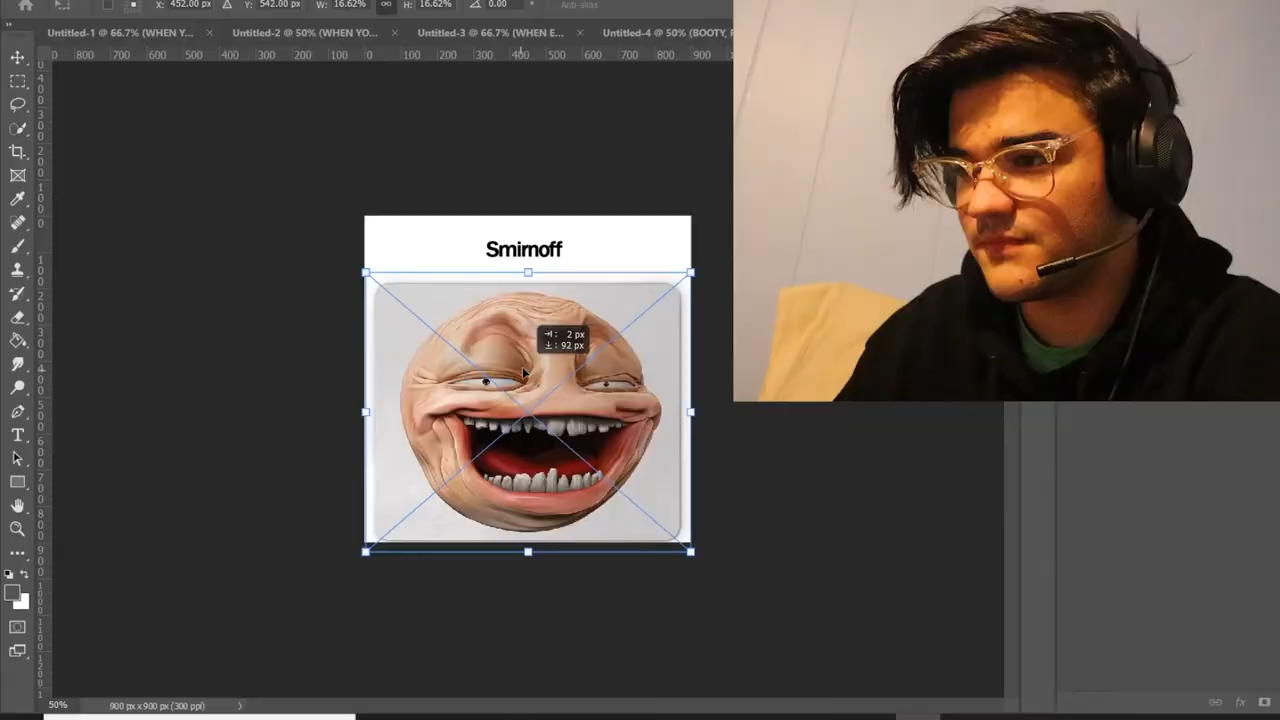 X: 452.00 px Y: 542.00 px W: 16.62% H: 16.62% 0.00 ° Anti-alias
Untitled-1 @ 66.7% (WHEN Y... × Untitled-2 @ 50% (WHEN YO... × Untitled-3 @ 66.7% (WHEN E... × Untitled-4 @ 50% (BOOTY,
800 700 600 500 400 300 200 100 0 100 200 300 400 500 600 700 800 900
Smirnoff
2 px
92 px
50% 900 px x 900 px (300 ppi)
fx